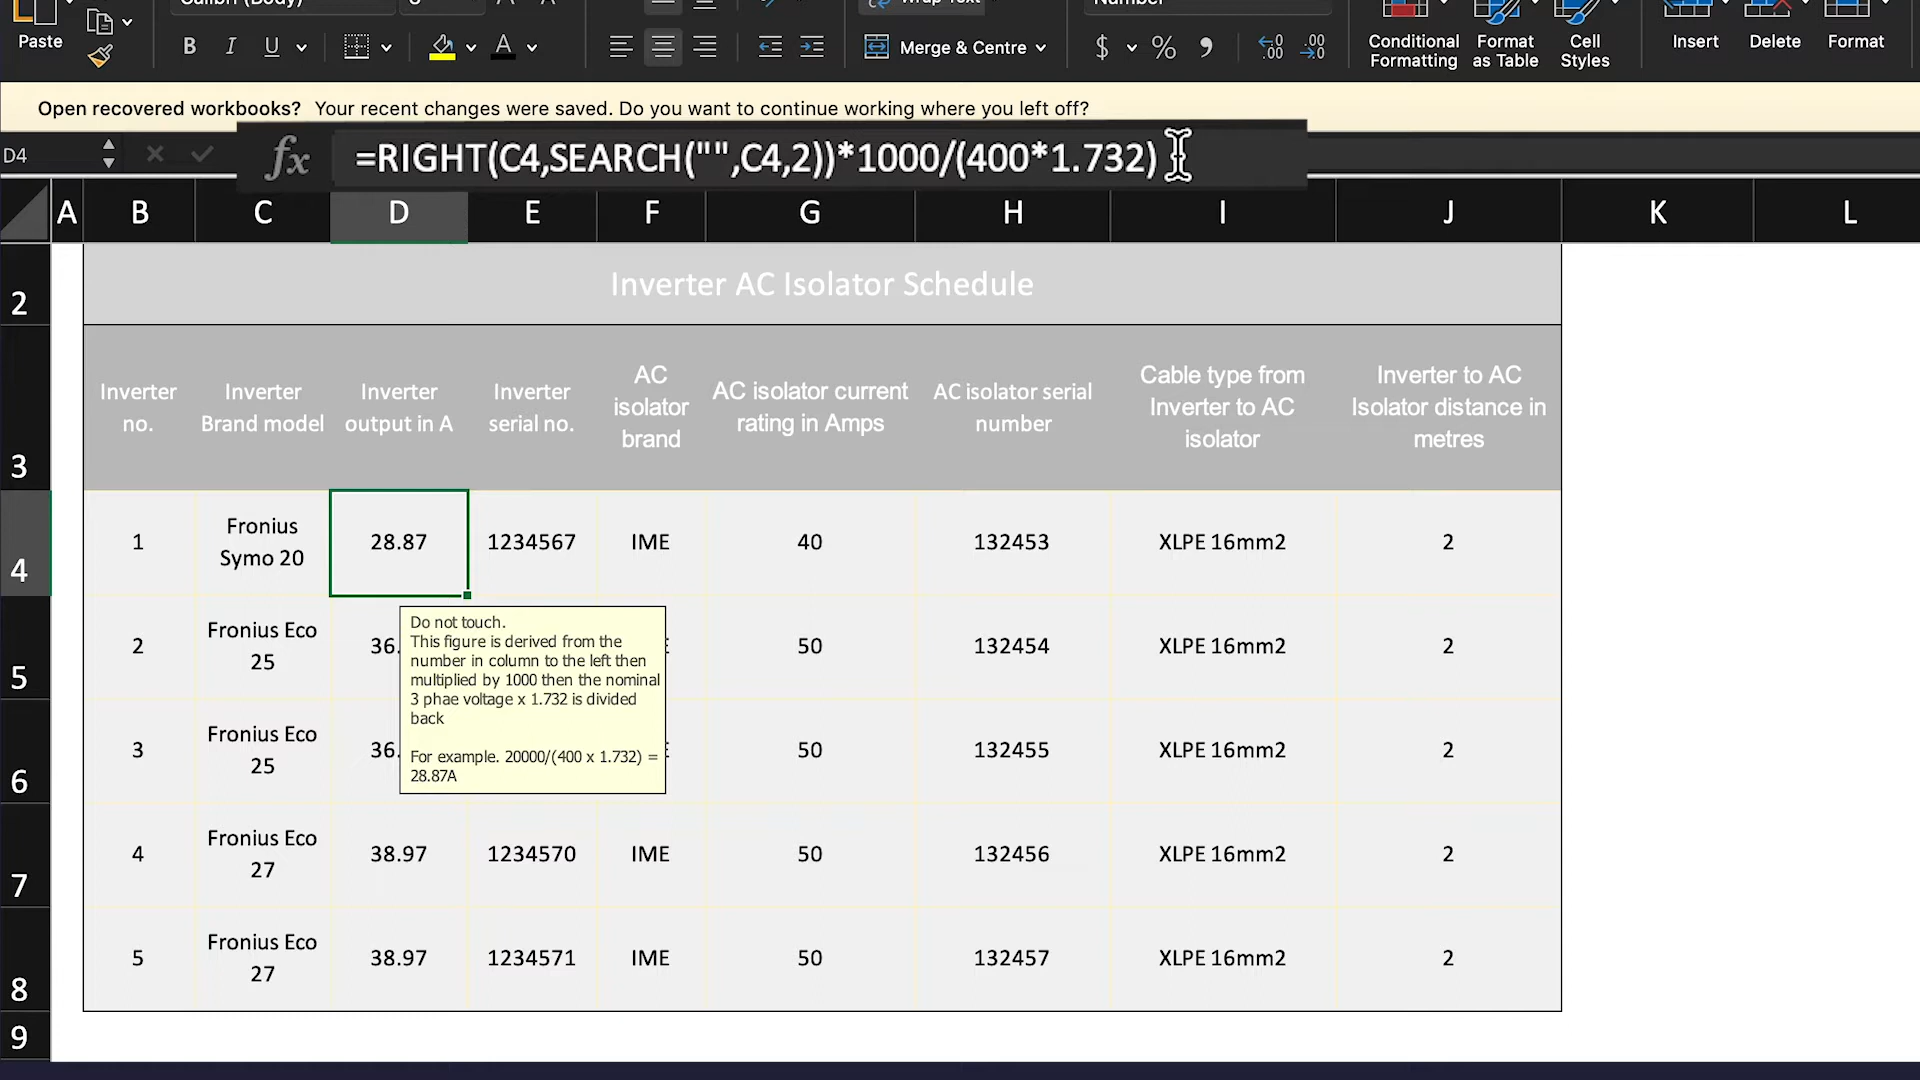 Calibri (Body)
Wrap Text
Number
Paste
B I U
A
Merge & Centre
$ % 9
Conditional Formatting
Format as Table
Cell Styles
Insert
Delete
Format
Open recovered workbooks? Your recent changes were saved. Do you want to continue working where you left off?
D4
fx =RIGHT(C4,SEARCH("",C4,2))*1000/(400*1.732)
A B C D E F G H I J K L
2
Inverter AC Isolator Schedule
3
Inverter no.
Inverter Brand model
Inverter output in A
Inverter serial no.
AC isolator brand
AC isolator current rating in Amps
AC isolator serial number
Cable type from Inverter to AC isolator
Inverter to AC Isolator distance in metres
4
1 Fronius Symo 20 28.87 1234567 IME 40 132453 XLPE 16mm2 2
5
2 Fronius Eco 25 36. 50 132454 XLPE 16mm2 2
6
3 Fronius Eco 25 36. 50 132455 XLPE 16mm2 2
Do not touch.
This figure is derived from the
number in column to the left then
multiplied by 1000 then the nominal
3 phae voltage x 1.732 is divided
back
For example. 20000/(400 x 1.732) =
28.87A
7
4 Fronius Eco 27 38.97 1234570 IME 50 132456 XLPE 16mm2 2
8
5 Fronius Eco 27 38.97 1234571 IME 50 132457 XLPE 16mm2 2
9